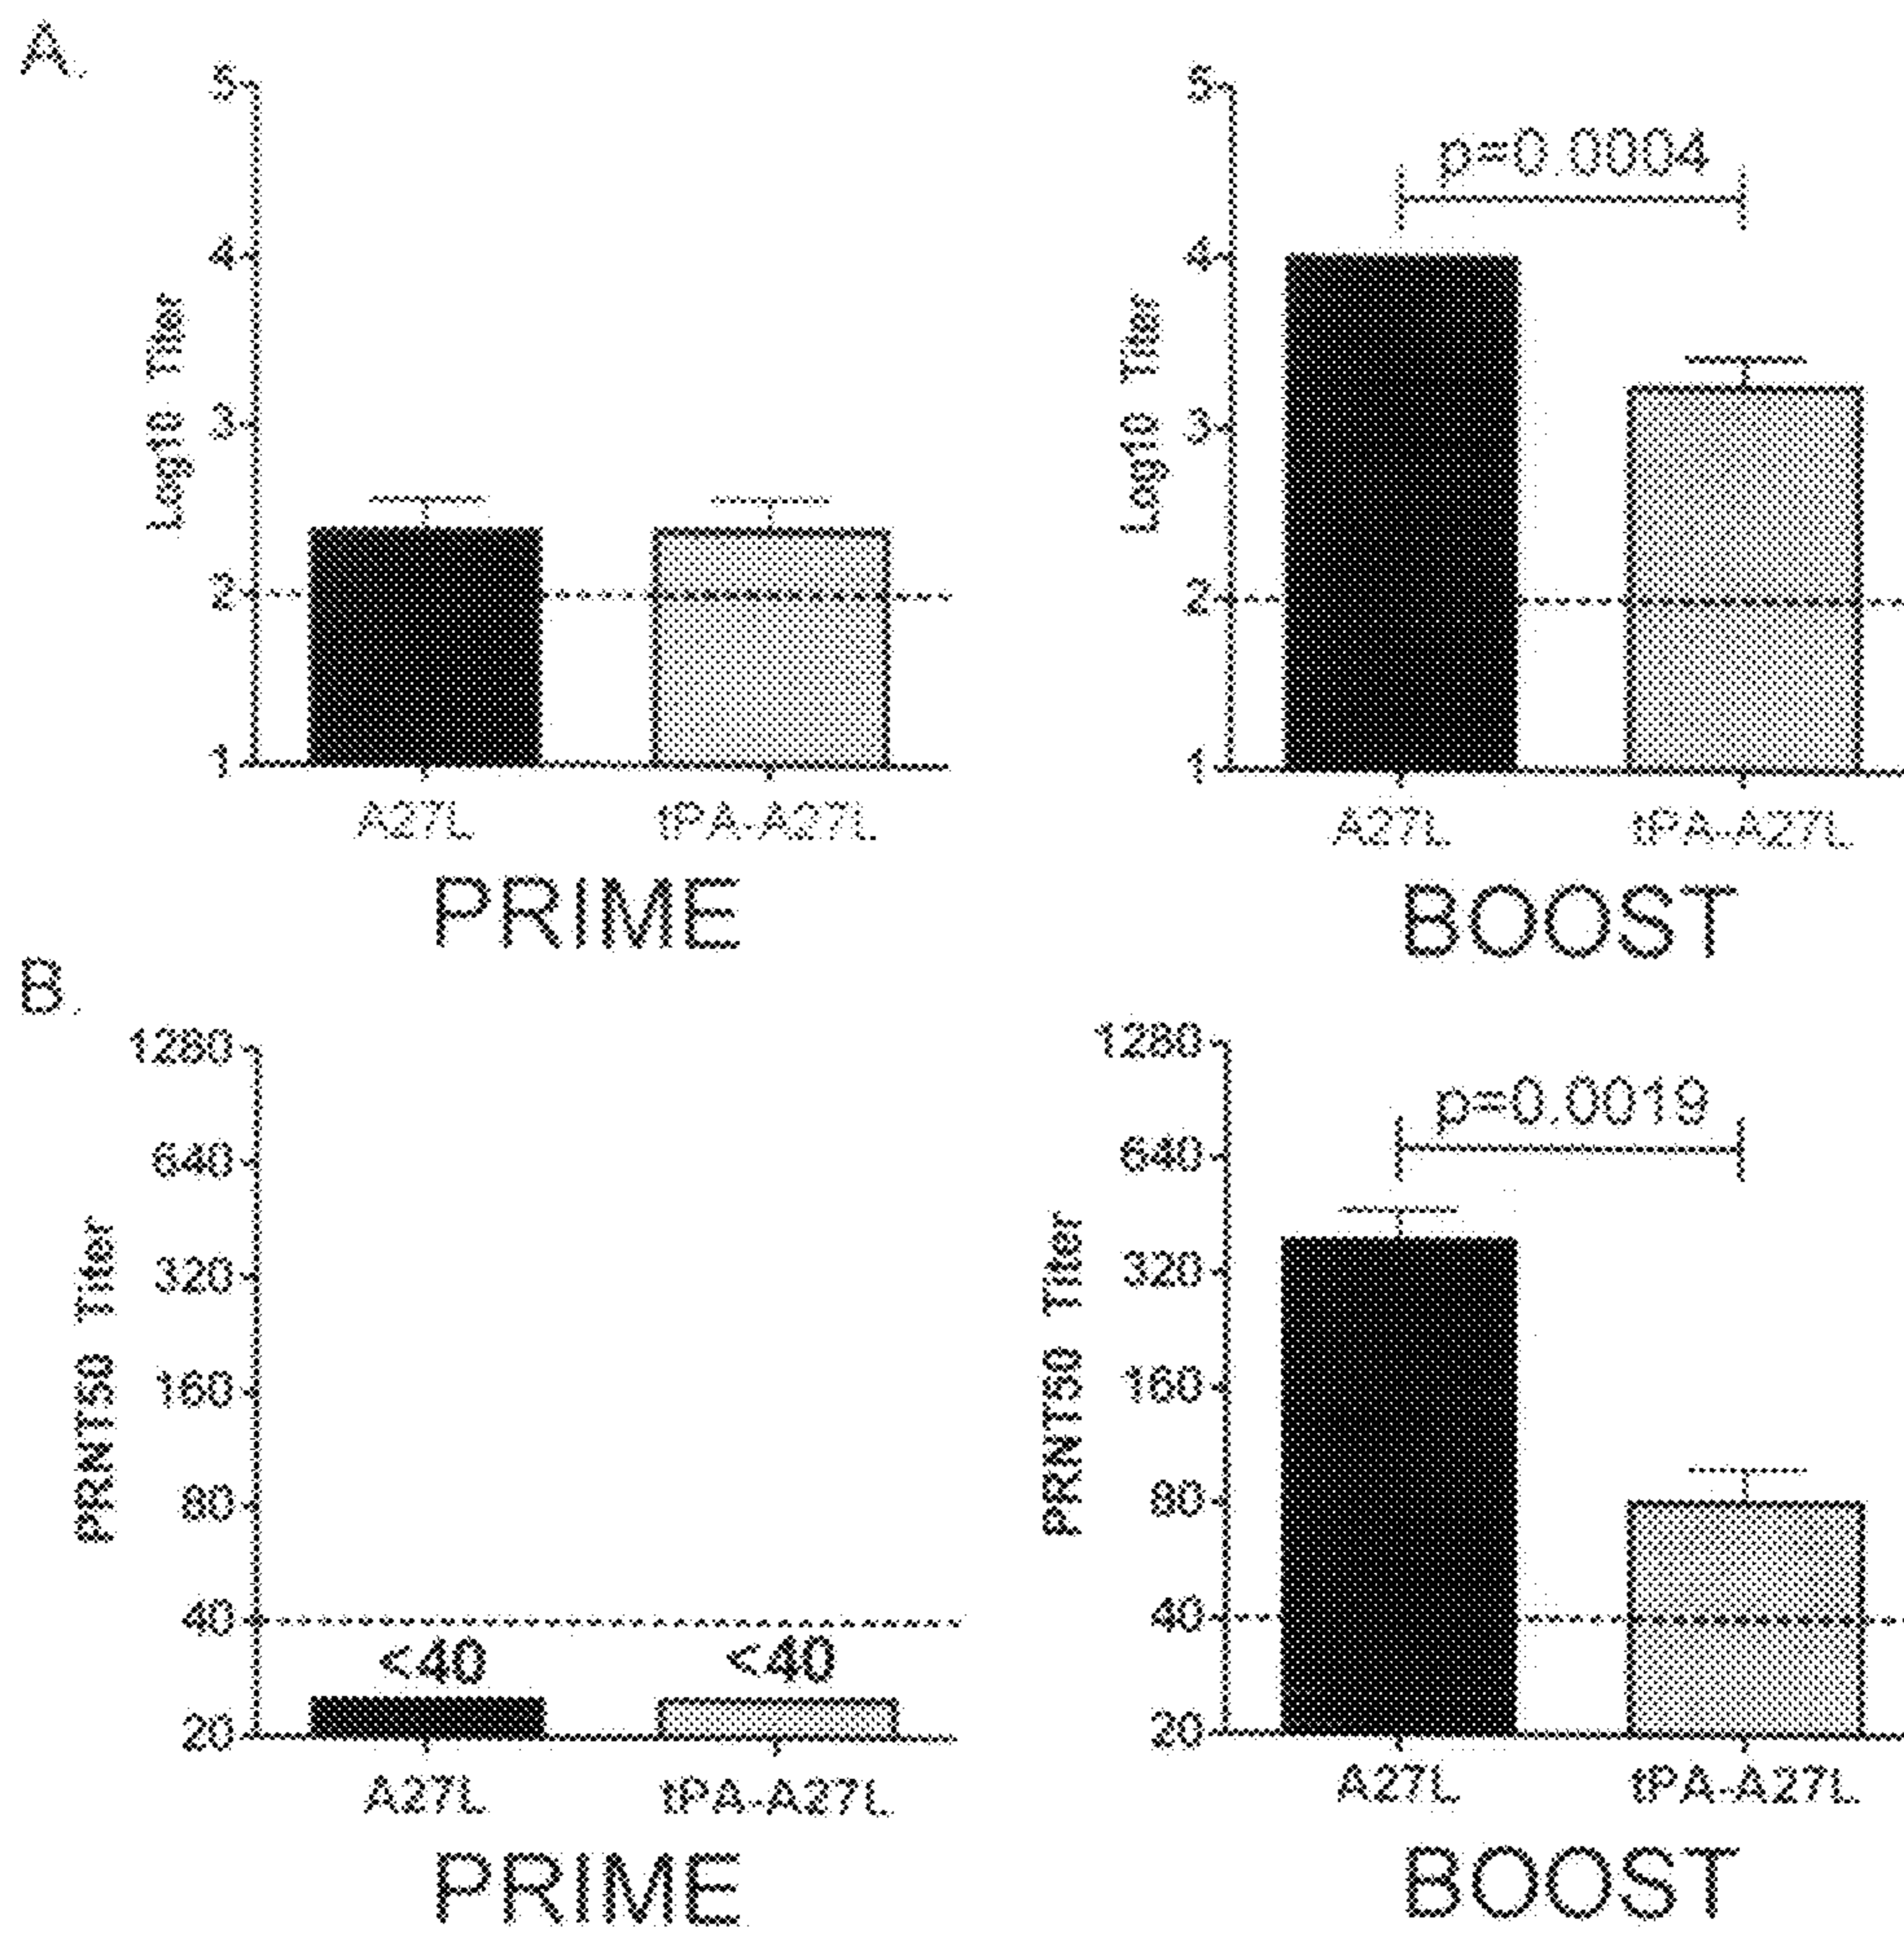 A.
5
4
3
2
1
Log10 Titer
A27L
tPA-A27L
PRIME
5
4
3
2
1
Log10 Titer
p=0.0004
A27L
tPA-A27L
BOOST
B.
1280
640
320
160
80
40
20
PRNT50 Titer
<40
<40
A27L
tPA-A27L
PRIME
1280
640
320
160
80
40
20
PRNT50 Titer
p=0.0019
A27L
tPA-A27L
BOOST